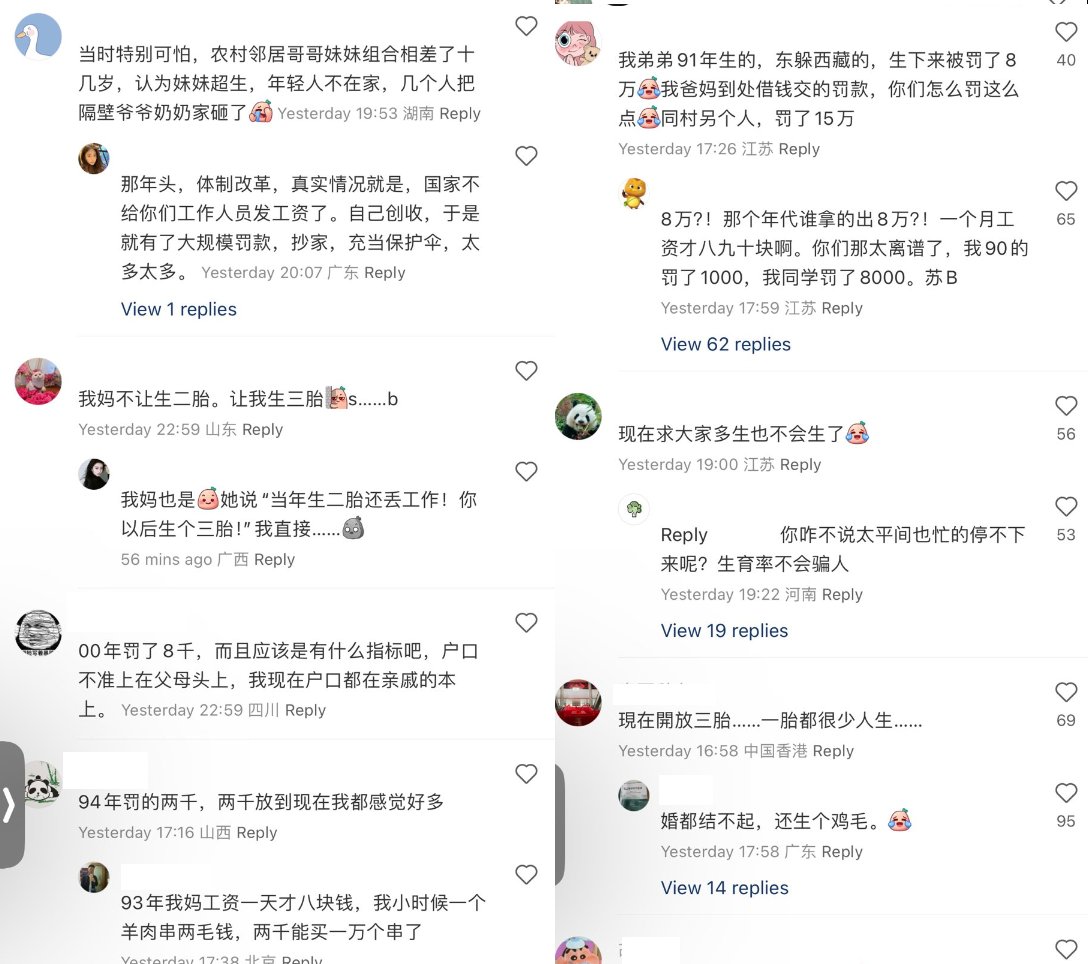 当时特别可怕，农村邻居哥哥妹妹组合相差了十
几岁，认为妹妹超生，年轻人不在家，几个人把
隔壁爷爷奶奶家砸了 Yesterday 19:53 湖南 Reply
那年头，体制改革，真实情况就是，国家不
给你们工作人员发工资了。自己创收，于是
就有了大规模罚款，抄家，充当保护伞，太
多太多。 Yesterday 20:07 广东 Reply
View 1 replies
我妈不让生二胎。让我生三胎s……b
Yesterday 22:59 山东 Reply
我妈也是她说“当年生二胎还丢工作！你
以后生个三胎！”我直接……
56 mins ago 广西 Reply
00年罚了8千，而且应该是有什么指标吧，户口
不准上在父母头上，我现在户口都在亲戚的本
上。 Yesterday 22:59 四川 Reply
94年罚的两千，两千放到现在我都感觉好多
Yesterday 17:16 山西 Reply
93年我妈工资一天才八块钱，我小时候一个
羊肉串两毛钱，两千能买一万个串了
Yesterday 17:38 北京 Reply
我弟弟91年生的，东躲西藏的，生下来被罚了8
万我爸妈到处借钱交的罚款，你们怎么罚这么
点同村另个人，罚了15万
Yesterday 17:26 江苏 Reply
40
8万?！那个年代谁拿的出8万?！一个月工
资才八九十块啊。你们那太离谱了，我90的
罚了1000，我同学罚了8000。苏B
Yesterday 17:59 江苏 Reply
65
View 62 replies
现在求大家多生也不会生了
Yesterday 19:00 江苏 Reply
56
Reply 你咋不说太平间也忙的停不下
来呢？生育率不会骗人
Yesterday 19:22 河南 Reply
53
View 19 replies
現在開放三胎……一胎都很少人生……
Yesterday 16:58 中国香港 Reply
69
婚都结不起，还生个鸡毛。
Yesterday 17:58 广东 Reply
95
View 14 replies